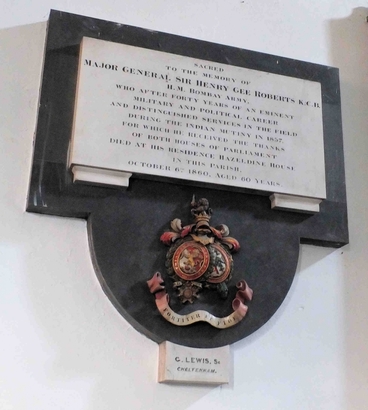 SACRED
TO THE MEMORY OF
MAJOR GENERAL SIR HENRY GEE ROBERTS K.C.B.
H.M. BOMBAY ARMY,
WHO AFTER FORTY YEARS OF AN EMINENT
MILITARY AND POLITICAL CAREER
AND DISTINGUISHED SERVICES IN THE FIELD
DURING THE INDIAN MUTINY IN 1857
FOR WHICH HE RECEIVED THE THANKS
OF BOTH HOUSES OF PARLIAMENT
DIED AT HIS RESIDENCE HAZELDINE HOUSE
IN THIS PARISH,
OCTOBER 6TH 1860, AGED 60 YEARS.
G. LEWIS, Sc.
CHELTENHAM.